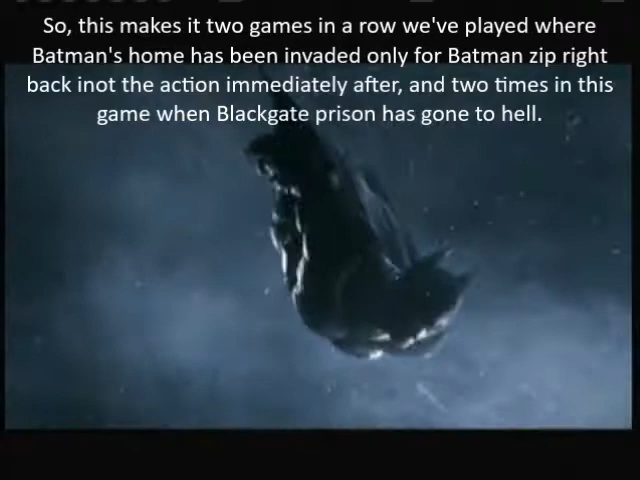 So, this makes it two games in a row we've played where
Batman's home has been invaded only for Batman zip right
back inot the action immediately after, and two times in this
game when Blackgate prison has gone to hell.